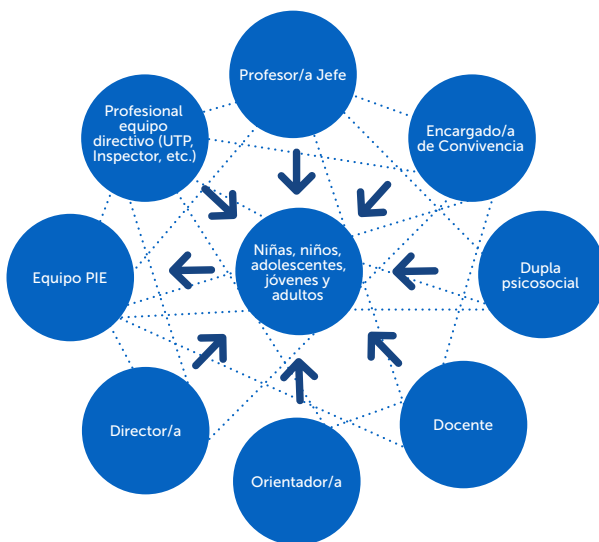 Profesor/a Jefe
Profesional
equipo
directivo (UTP,
Inspector, etc.)
Encargado/a
de Convivencia
Niñas, niños,
adolescentes,
jóvenes y
adultos
Equipo PIE
Dupla
psicosocial
Director/a
Docente
Orientador/a